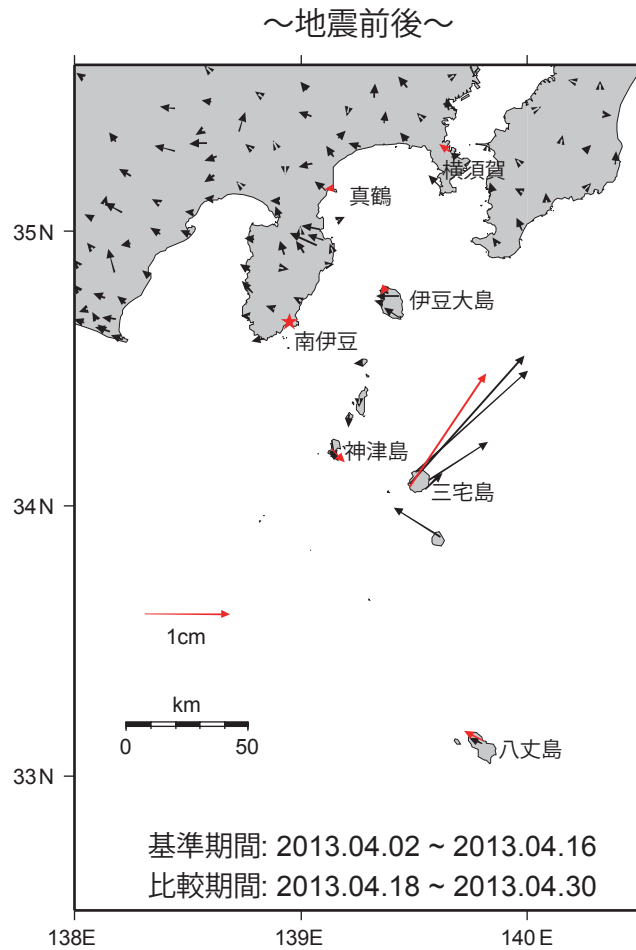 ～地震前後～
35N
34N
33N
138E
139E
140 E
横須賀
真鶴
伊豆大島
南伊豆
神津島
三宅島
1cm
km
0
50
八丈島
基準期間: 2013.04.02 ~ 2013.04.16
比較期間: 2013.04.18 ~ 2013.04.30